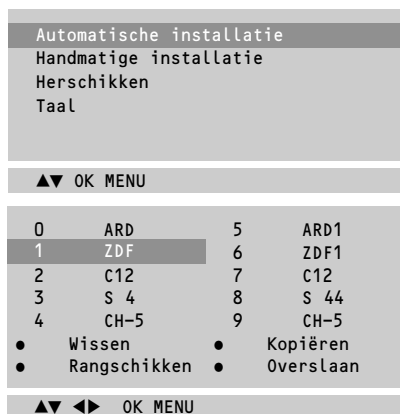 Automatische installatie
Handmatige installatie
Herschikken
Taal
▲▼ OK MENU
0 ARD 5 ARD1
1 ZDF 6 ZDF1
2 C12 7 C12
3 S 4 8 S 44
4 CH-5 9 CH-5
● Wissen ● Kopiëren
● Rangschikken ● Overslaan
▲▼ ◀▶ OK MENU